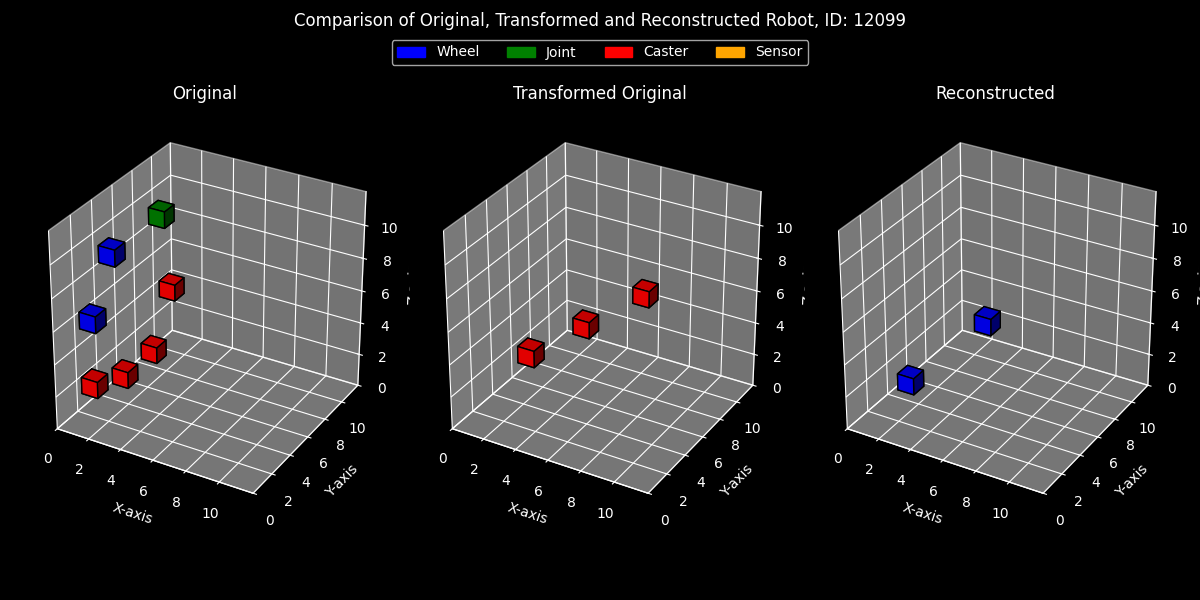 Comparison of Original, Transformed and Reconstructed Robot, ID: 12099
Wheel Joint Caster Sensor
Original
Transformed Original
Reconstructed
0 2 4 6 8 10
X-axis
0 2 4 6 8 10
Y-axis
0 2 4 6 8 10
0 2 4 6 8 10
X-axis
0 2 4 6 8 10
Y-axis
0 2 4 6 8 10
0 2 4 6 8 10
X-axis
0 2 4 6 8 10
Y-axis
0 2 4 6 8 10